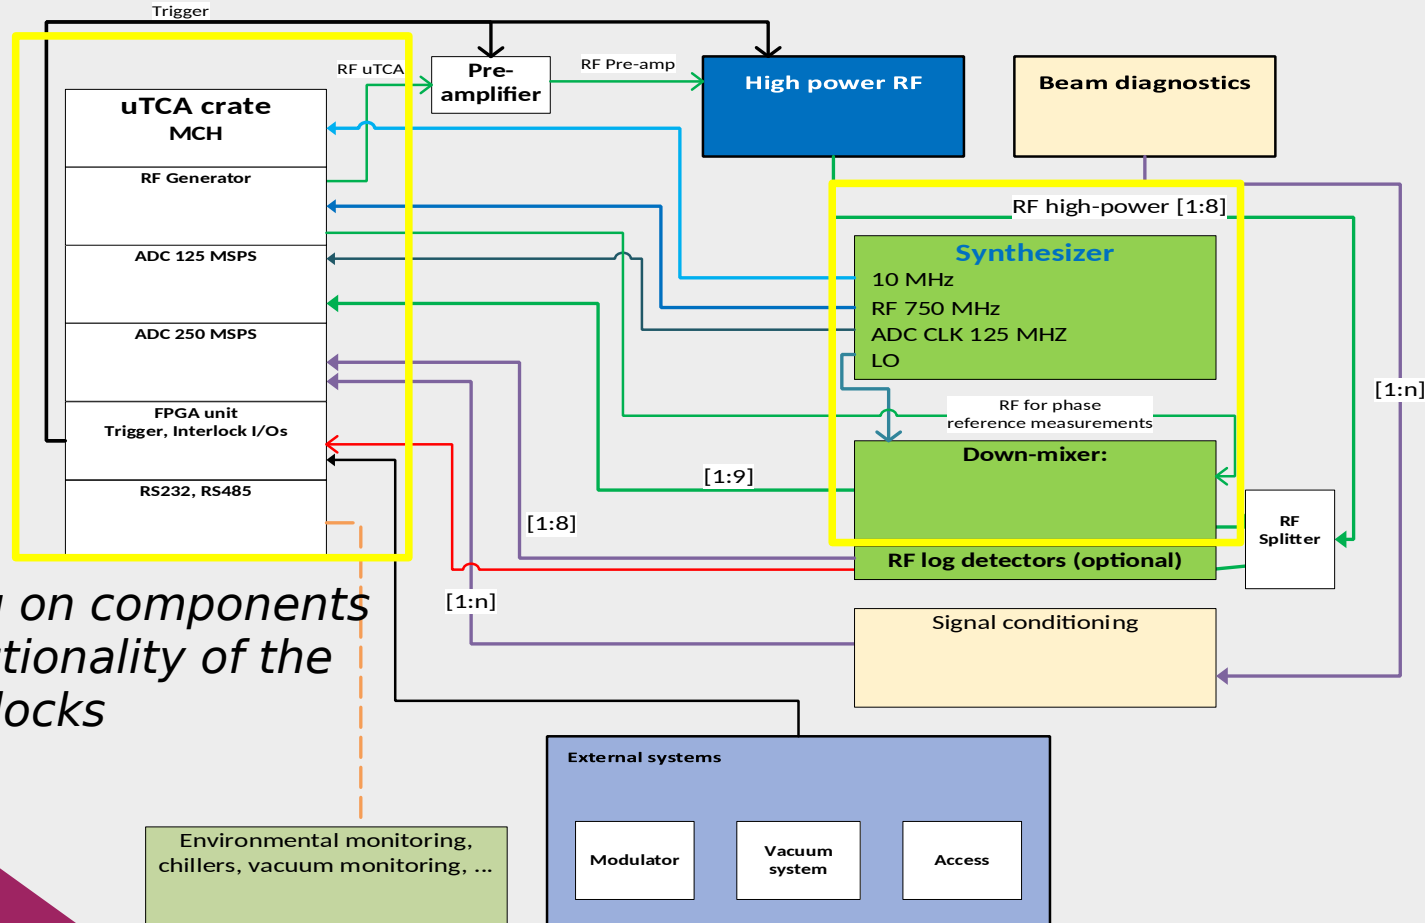 Trigger
RF uTCA
Pre-
amplifier
RF Pre-amp
High power RF
Beam diagnostics
uTCA crate
MCH
RF Generator
ADC 125 MSPS
ADC 250 MSPS
FPGA unit
Trigger, Interlock I/Os
RS232, RS485
RF high-power [1:8]
Synthesizer
10 MHz
RF 750 MHz
ADC CLK 125 MHZ
LO
RF for phase
reference measurements
[1:n]
Down-mixer:
[1:9]
[1:8]
RF
Splitter
RF log detectors (optional)
[1:n]
Signal conditioning
on components
tionality of the
locks
External systems
Modulator
Vacuum
system
Access
Environmental monitoring,
chillers, vacuum monitoring, ...